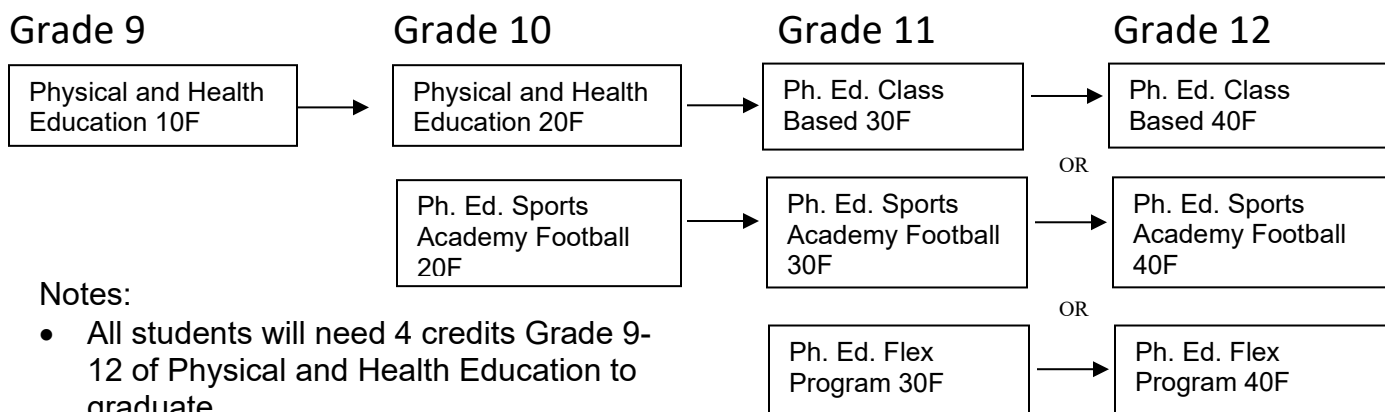 Grade 9
Grade 10
Grade 11
Grade 12
Physical and Health
Education 10F
Physical and Health
Education 20F
Ph. Ed. Class
Based 30F
Ph. Ed. Class
Based 40F
OR
Ph. Ed. Sports
Academy Football
20F
Ph. Ed. Sports
Academy Football
30F
Ph. Ed. Sports
Academy Football
40F
OR
Ph. Ed. Flex
Program 30F
Ph. Ed. Flex
Program 40F
Notes:
• All students will need 4 credits Grade 9-
12 of Physical and Health Education to
graduate